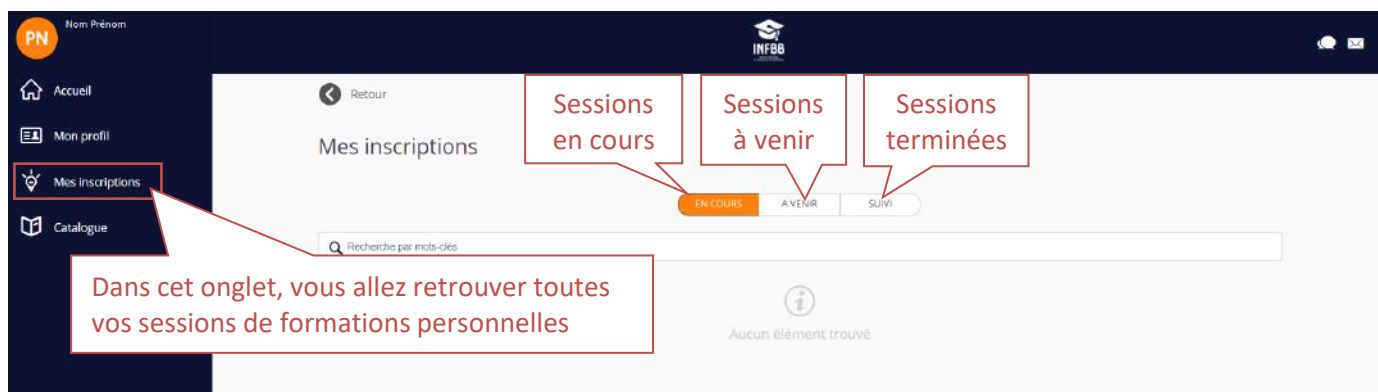 PN
Nom Prénom
INFBB
Accueil
Mon profil
Mes inscriptions
Catalogue
Retour
Mes inscriptions
Sessions
en cours
Sessions
à venir
Sessions
terminées
EN COURS
A VENIR
SUIVI
Recherche par mots-clés
Dans cet onglet, vous allez retrouver toutes
vos sessions de formations personnelles
Aucun élément trouvé